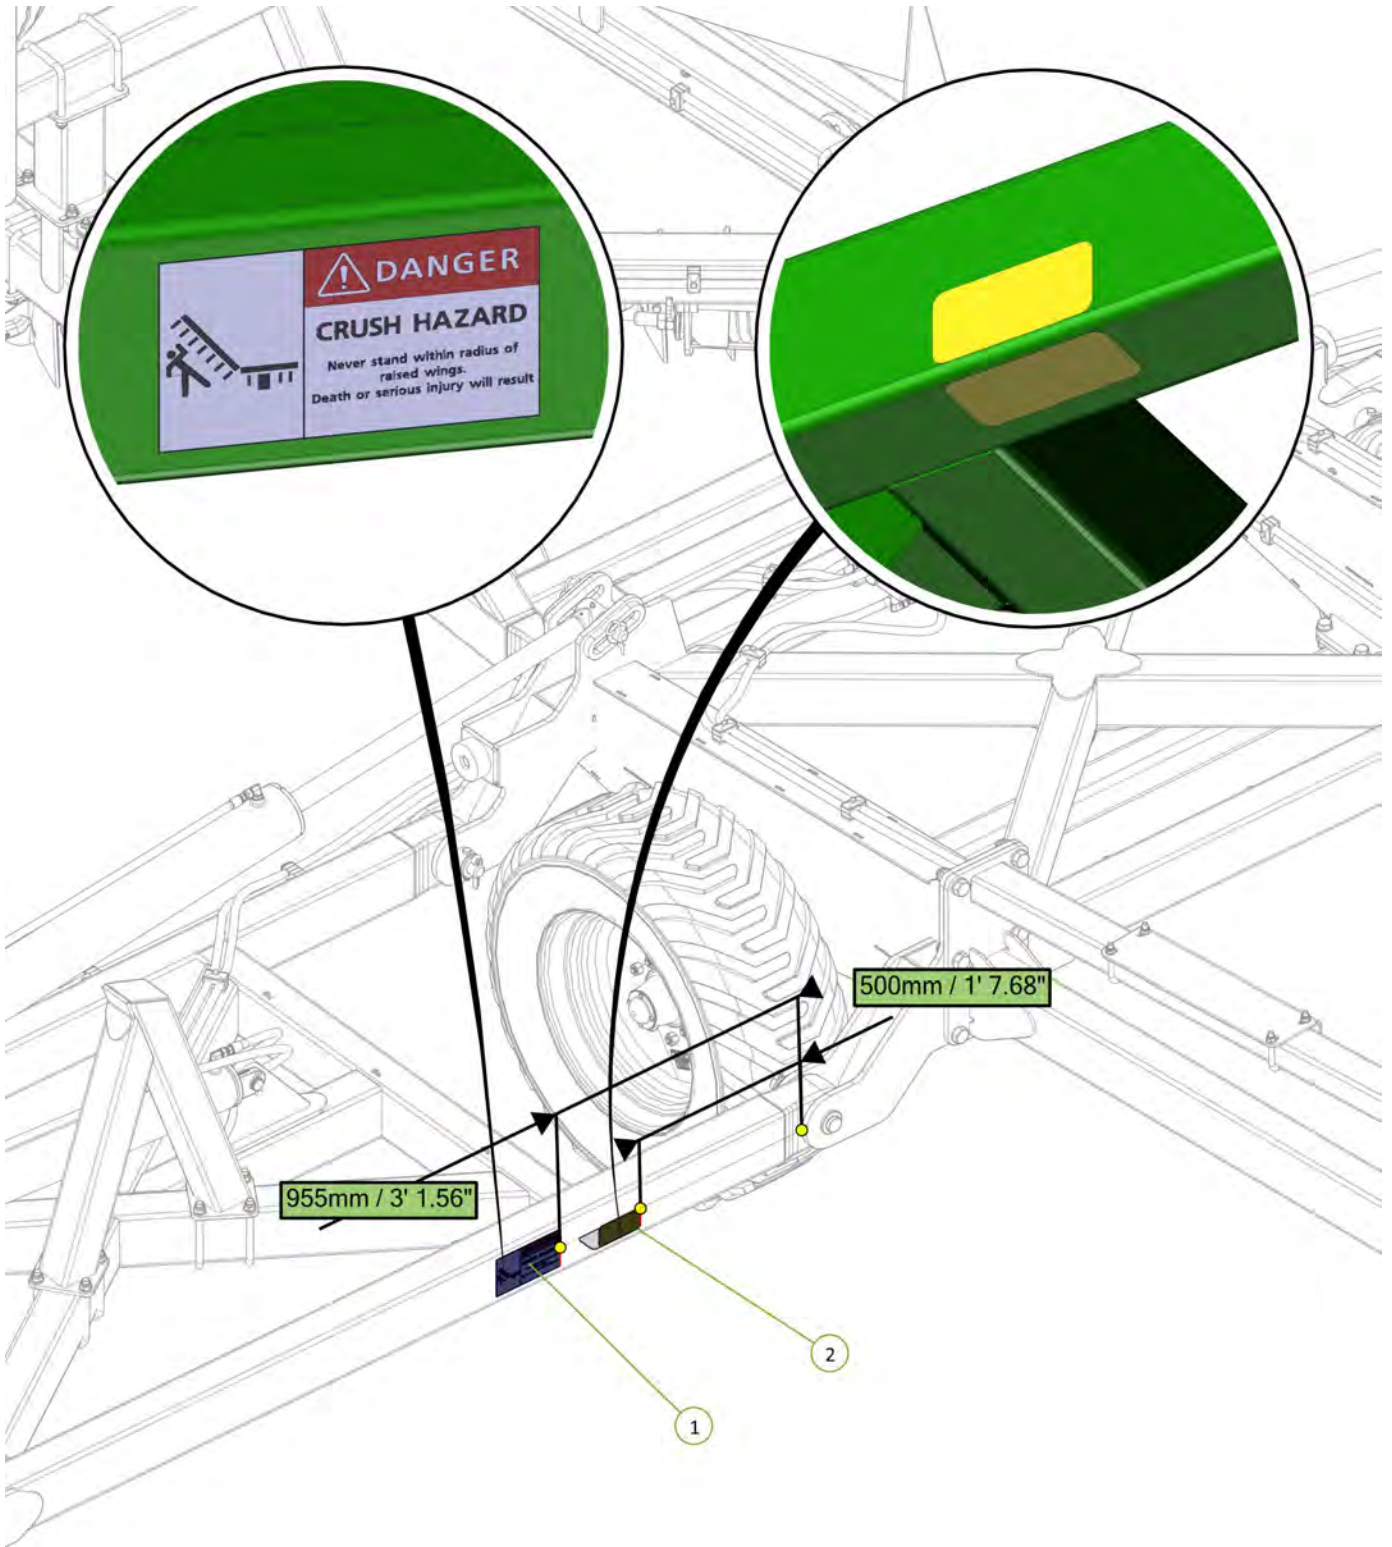 DANGER
CRUSH HAZARD
Never stand within radius of
raised wings.
Death or serious injury will result
500mm / 1' 7.68"
955mm / 3' 1.56"
2
1